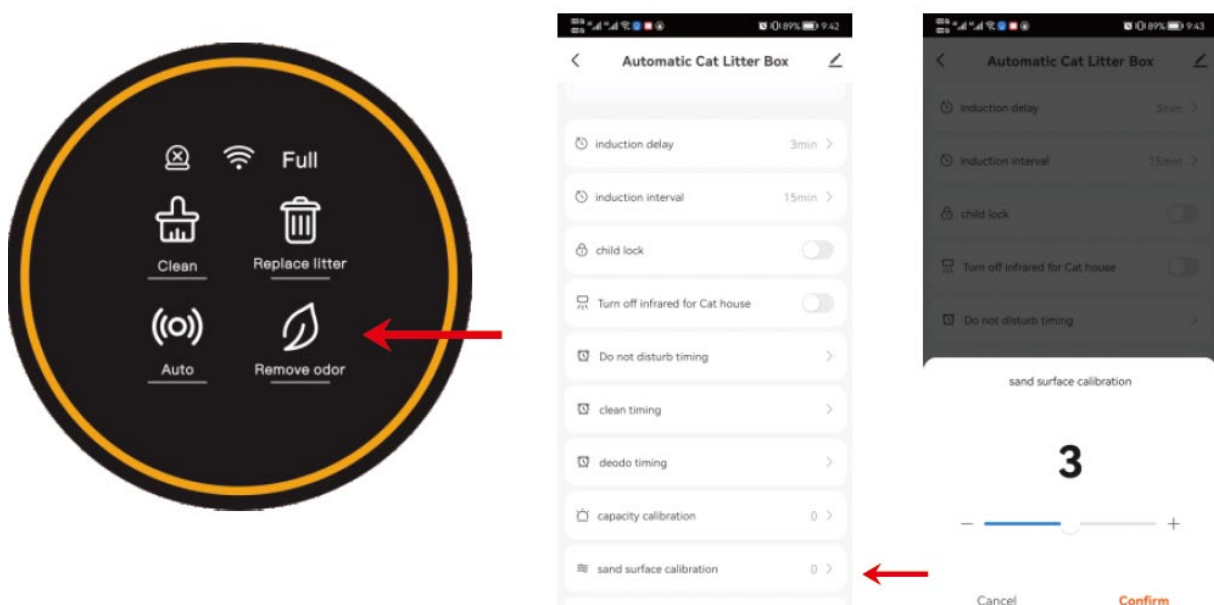 Full
Clean
Replace litter
Auto
Remove odor
89% 9:42
Automatic Cat Litter Box
induction delay 3min
induction interval 15min
child lock
Turn off infrared for Cat house
Do not disturb timing
clean timing
deodo timing
capacity calibration 0
sand surface calibration 0
89% 9:43
Automatic Cat Litter Box
induction delay 3min
induction interval 15min
child lock
Turn off infrared for Cat house
Do not disturb timing
sand surface calibration
3
- +
Cancel Confirm